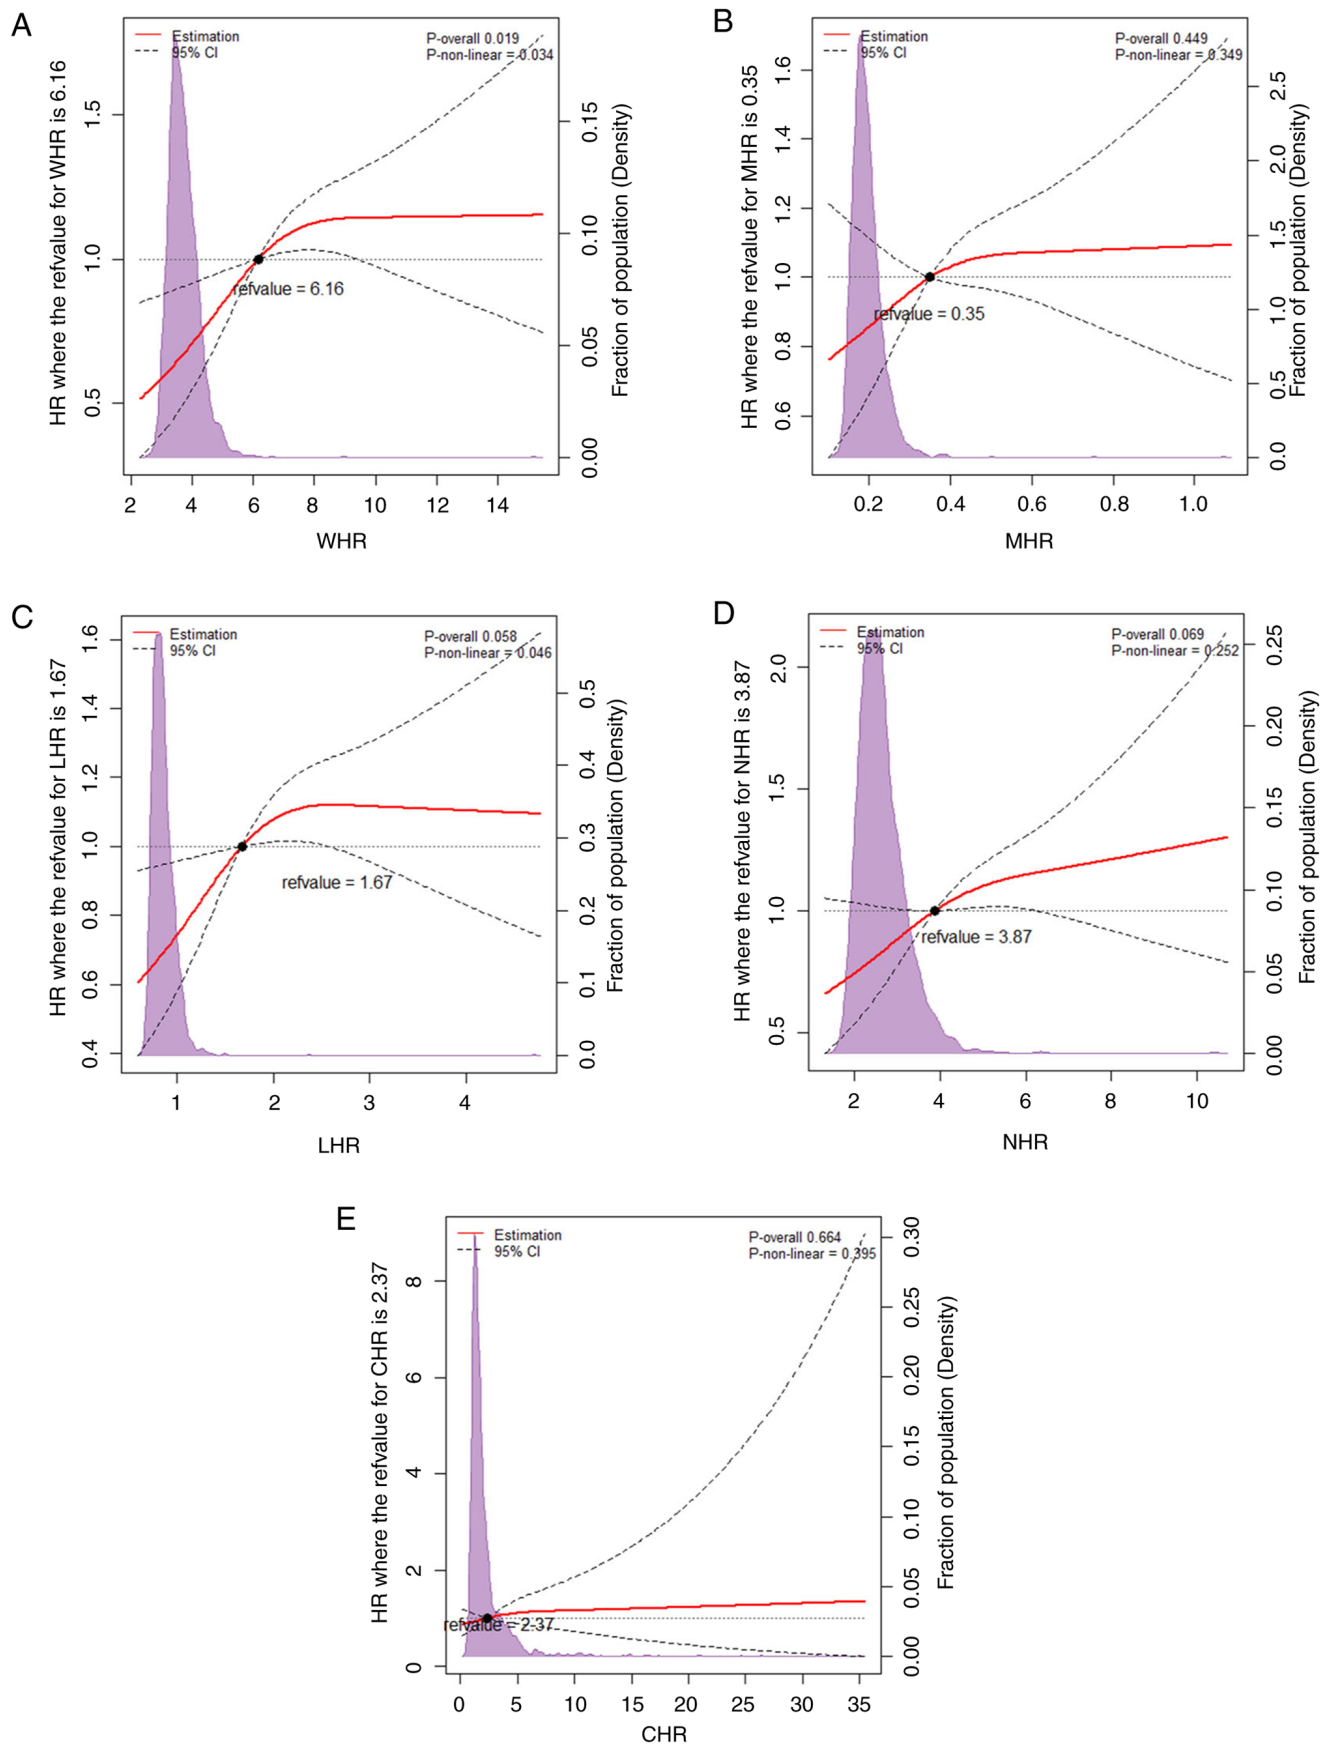 A
Estimation
95% CI
P-overall 0.019
P-non-linear = 0.034
HR where the refvalue for WHR is 6.16
0.5 1.0 1.5
refvalue = 6.16
0.00 0.05 0.10 0.15
Fraction of population (Density)
2 4 6 8 10 12 14
WHR
B
Estimation
95% CI
P-overall 0.449
P-non-linear = 0.349
HR where the refvalue for MHR is 0.35
0.6 0.8 1.0 1.2 1.4 1.6
refvalue = 0.35
0.0 0.5 1.0 1.5 2.0 2.5
Fraction of population (Density)
0.2 0.4 0.6 0.8 1.0
MHR
C
Estimation
95% CI
P-overall 0.058
P-non-linear = 0.046
HR where the refvalue for LHR is 1.67
0.4 0.6 0.8 1.0 1.2 1.4 1.6
refvalue = 1.67
0.0 0.1 0.2 0.3 0.4 0.5
Fraction of population (Density)
1 2 3 4
LHR
D
Estimation
95% CI
P-overall 0.069
P-non-linear = 0.252
HR where the refvalue for NHR is 3.87
0.5 1.0 1.5 2.0
refvalue = 3.87
0.00 0.05 0.10 0.15 0.20 0.25
Fraction of population (Density)
2 4 6 8 10
NHR
E
Estimation
95% CI
P-overall 0.664
P-non-linear = 0.395
HR where the refvalue for CHR is 2.37
0 2 4 6 8
refvalue = 2.37
0.00 0.05 0.10 0.15 0.20 0.25 0.30
Fraction of population (Density)
0 5 10 15 20 25 30 35
CHR